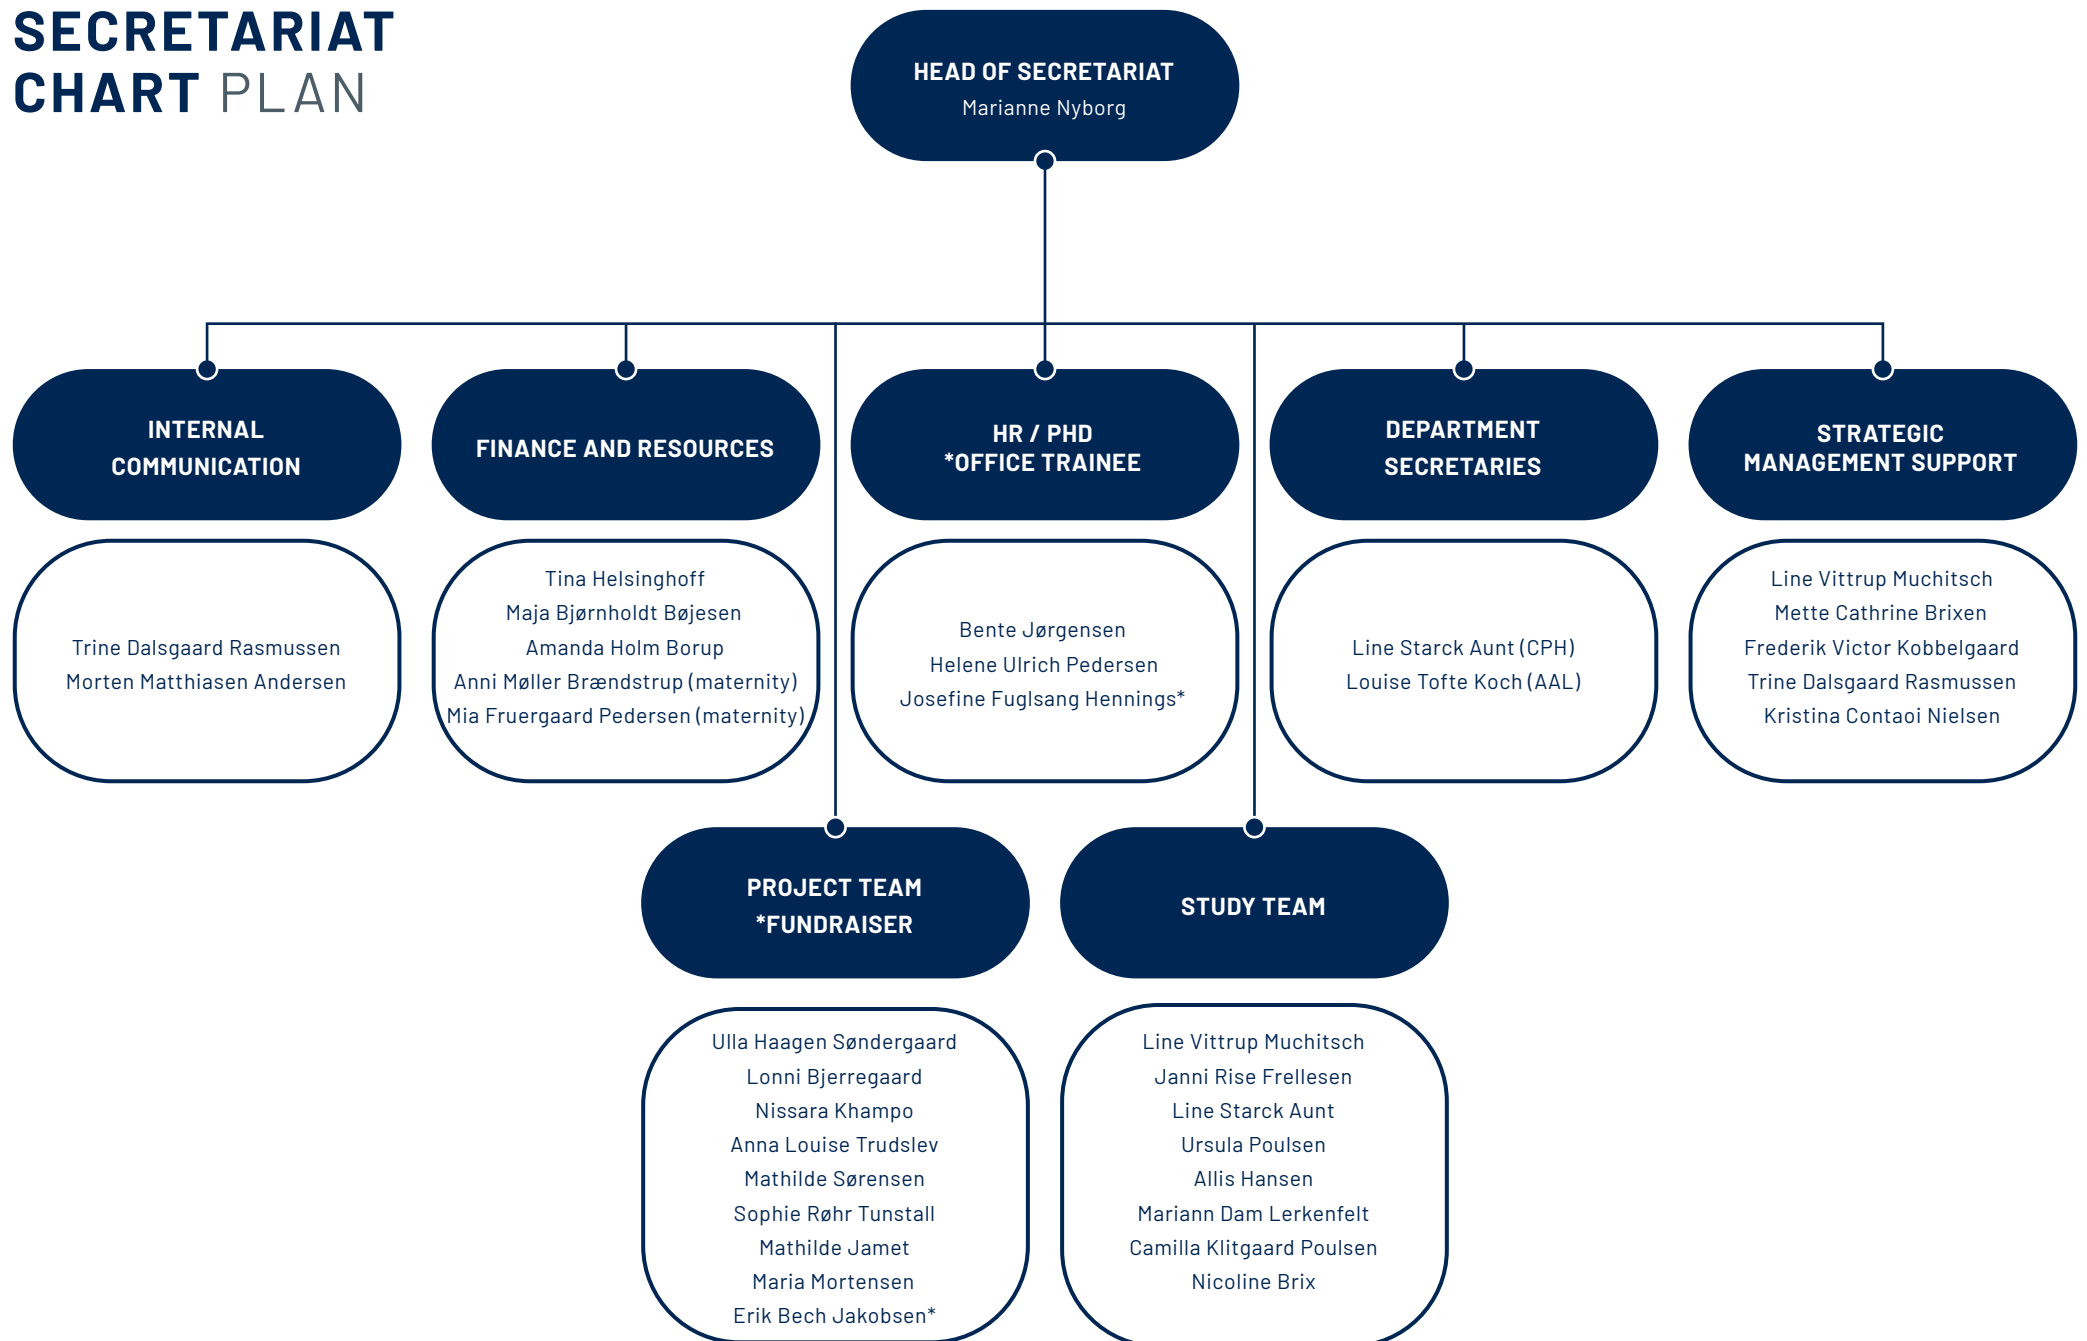 SECRETARIAT
CHART PLAN
HEAD OF SECRETARIAT
Marianne Nyborg
INTERNAL
COMMUNICATION
Trine Dalsgaard Rasmussen
Morten Matthiasen Andersen
FINANCE AND RESOURCES
Tina Helsinghoff
Maja Bjørnholdt Bøjesen
Amanda Holm Borup
Anni Møller Brændstrup (maternity)
Mia Fruergaard Pedersen (maternity)
HR / PHD
*OFFICE TRAINEE
Bente Jørgensen
Helene Ulrich Pedersen
Josefine Fuglsang Hennings*
DEPARTMENT
SECRETARIES
Line Starck Aunt (CPH)
Louise Tofte Koch (AAL)
STRATEGIC
MANAGEMENT SUPPORT
Line Vittrup Muchitsch
Mette Cathrine Brixen
Frederik Victor Kobbelgaard
Trine Dalsgaard Rasmussen
Kristina Contaoi Nielsen
PROJECT TEAM
*FUNDRAISER
Ulla Haagen Søndergaard
Lonni Bjerregaard
Nissara Khampo
Anna Louise Trudslev
Mathilde Sørensen
Sophie Røhr Tunstall
Mathilde Jamet
Maria Mortensen
Erik Bech Jakobsen*
STUDY TEAM
Line Vittrup Muchitsch
Janni Rise Frellesen
Line Starck Aunt
Ursula Poulsen
Allis Hansen
Mariann Dam Lerkenfelt
Camilla Klitgaard Poulsen
Nicoline Brix